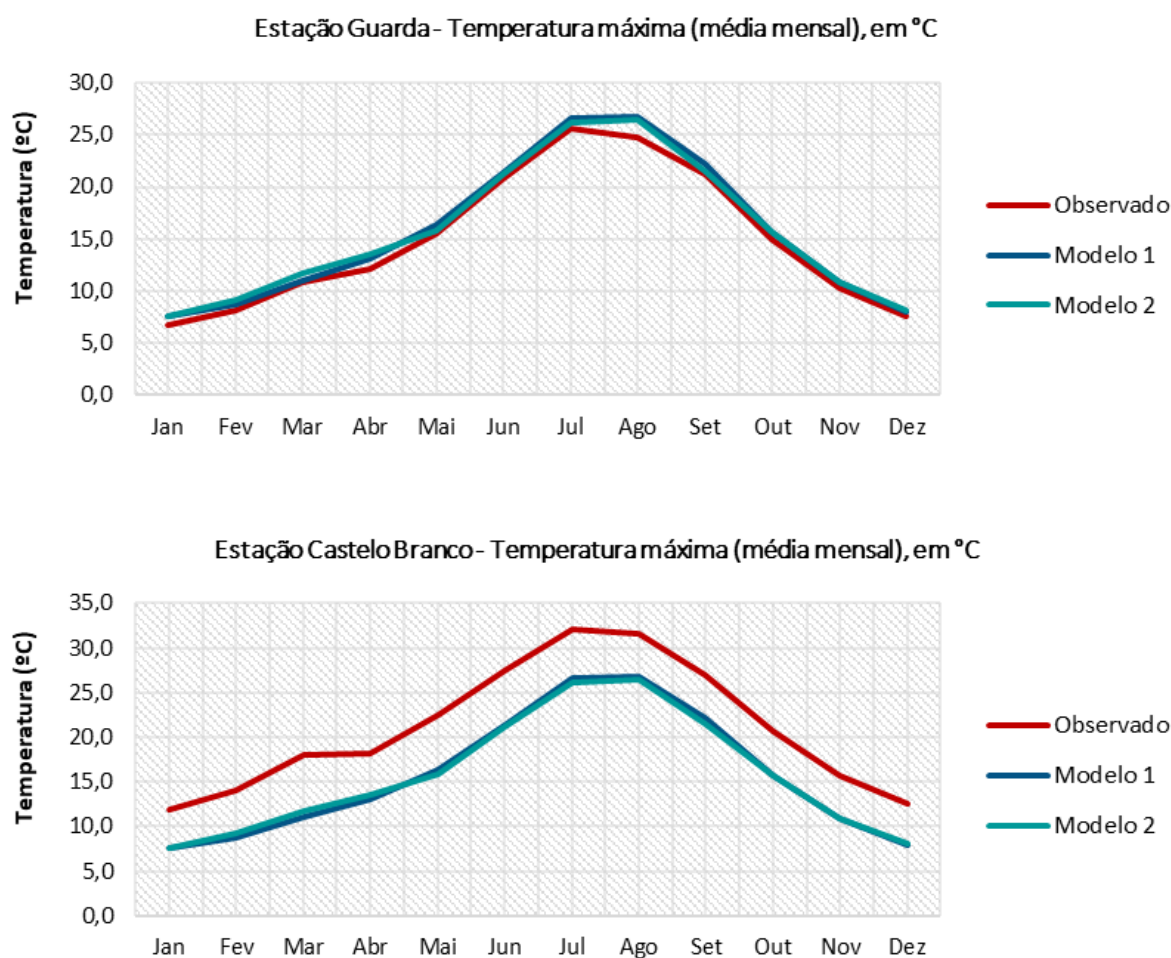 Estação Guarda - Temperatura máxima (média mensal), em °C
Temperatura (ºC)
30,0
25,0
20,0
15,0
10,0
5,0
0,0
Jan Fev Mar Abr Mai Jun Jul Ago Set Out Nov Dez
Observado
Modelo 1
Modelo 2
Estação Castelo Branco - Temperatura máxima (média mensal), em °C
Temperatura (ºC)
35,0
30,0
25,0
20,0
15,0
10,0
5,0
0,0
Jan Fev Mar Abr Mai Jun Jul Ago Set Out Nov Dez
Observado
Modelo 1
Modelo 2